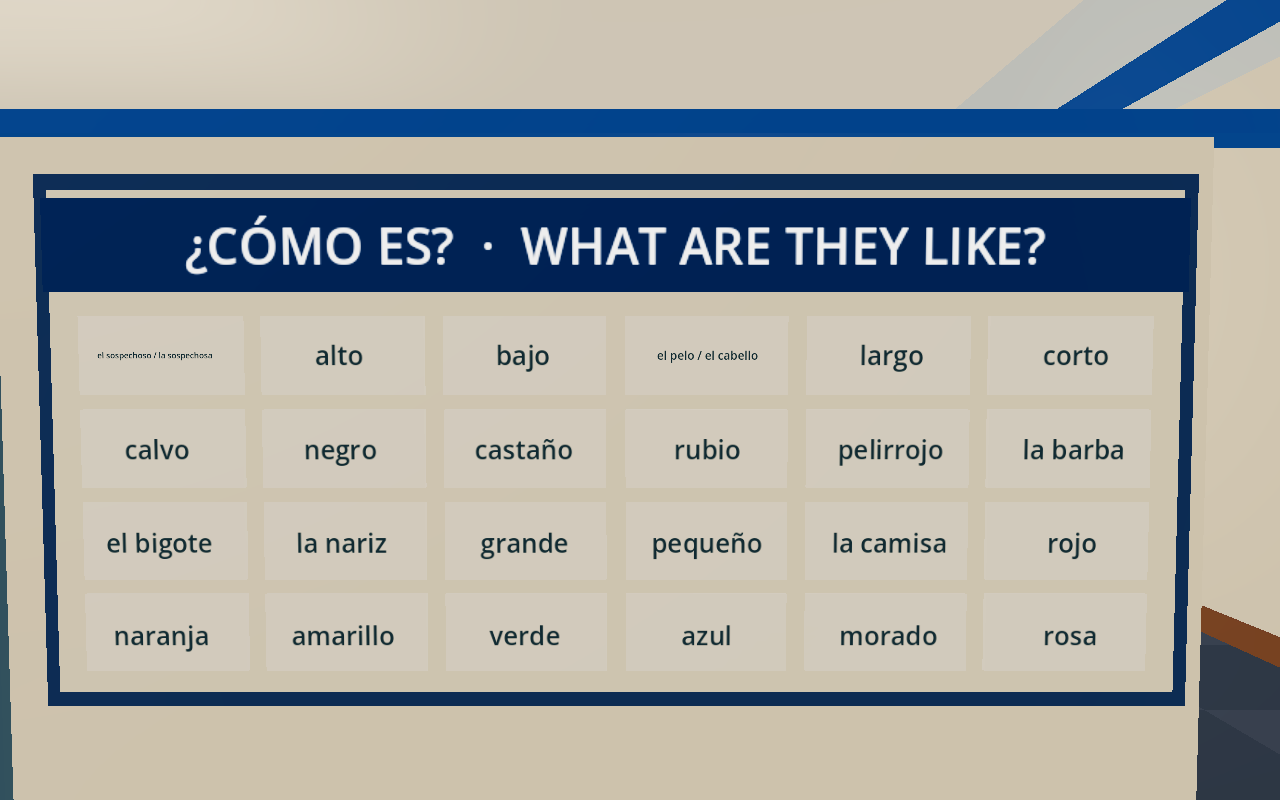 ¿CÓMO ES? · WHAT ARE THEY LIKE?
el sospechoso / la sospechosa alto bajo el pelo / el cabello largo corto
calvo negro castaño rubio pelirrojo la barba
el bigote la nariz grande pequeño la camisa rojo
naranja amarillo verde azul morado rosa